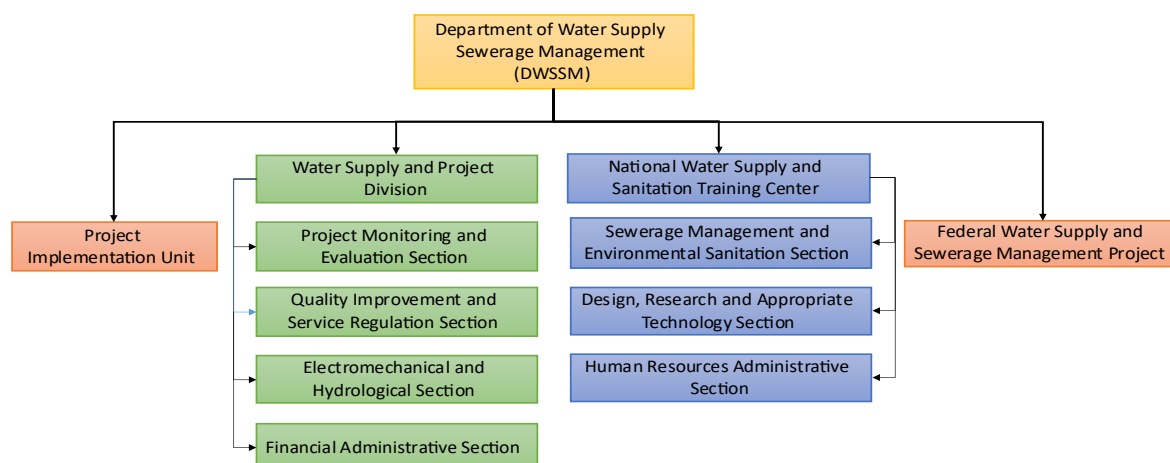 Department of Water Supply
Sewerage Management
(DWSSM)
Water Supply and Project
Division
National Water Supply and
Sanitation Training Center
Project
Implementation Unit
Project Monitoring and
Evaluation Section
Sewerage Management and
Environmental Sanitation Section
Federal Water Supply and
Sewerage Management Project
Quality Improvement and
Service Regulation Section
Design, Research and Appropriate
Technology Section
Electromechanical and
Hydrological Section
Human Resources Administrative
Section
Financial Administrative Section